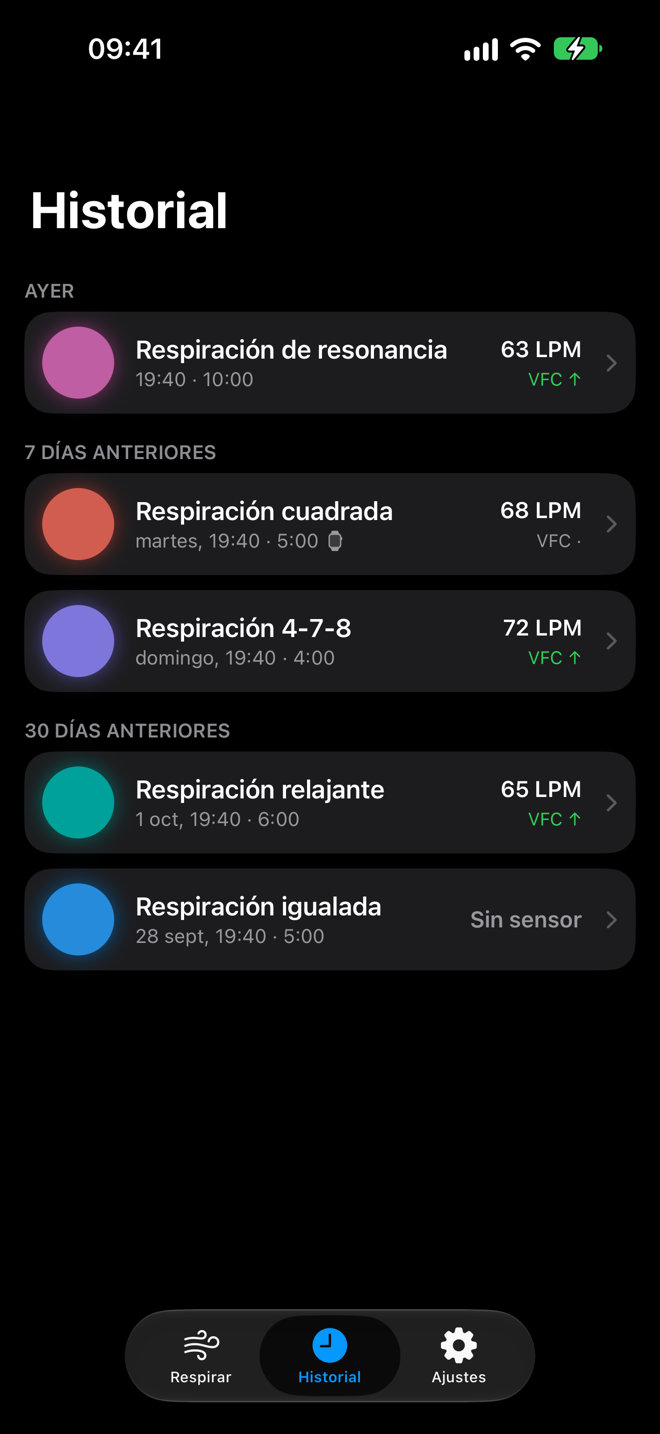 09:41
Historial
AYER
Respiración de resonancia
63 LPM
19:40 · 10:00
VFC ↑
7 DÍAS ANTERIORES
Respiración cuadrada
68 LPM
martes, 19:40 · 5:00
VFC ·
Respiración 4-7-8
72 LPM
domingo, 19:40 · 4:00
VFC ↑
30 DÍAS ANTERIORES
Respiración relajante
65 LPM
1 oct, 19:40 · 6:00
VFC ↑
Respiración igualada
Sin sensor
28 sept, 19:40 · 5:00
Respirar
Historial
Ajustes